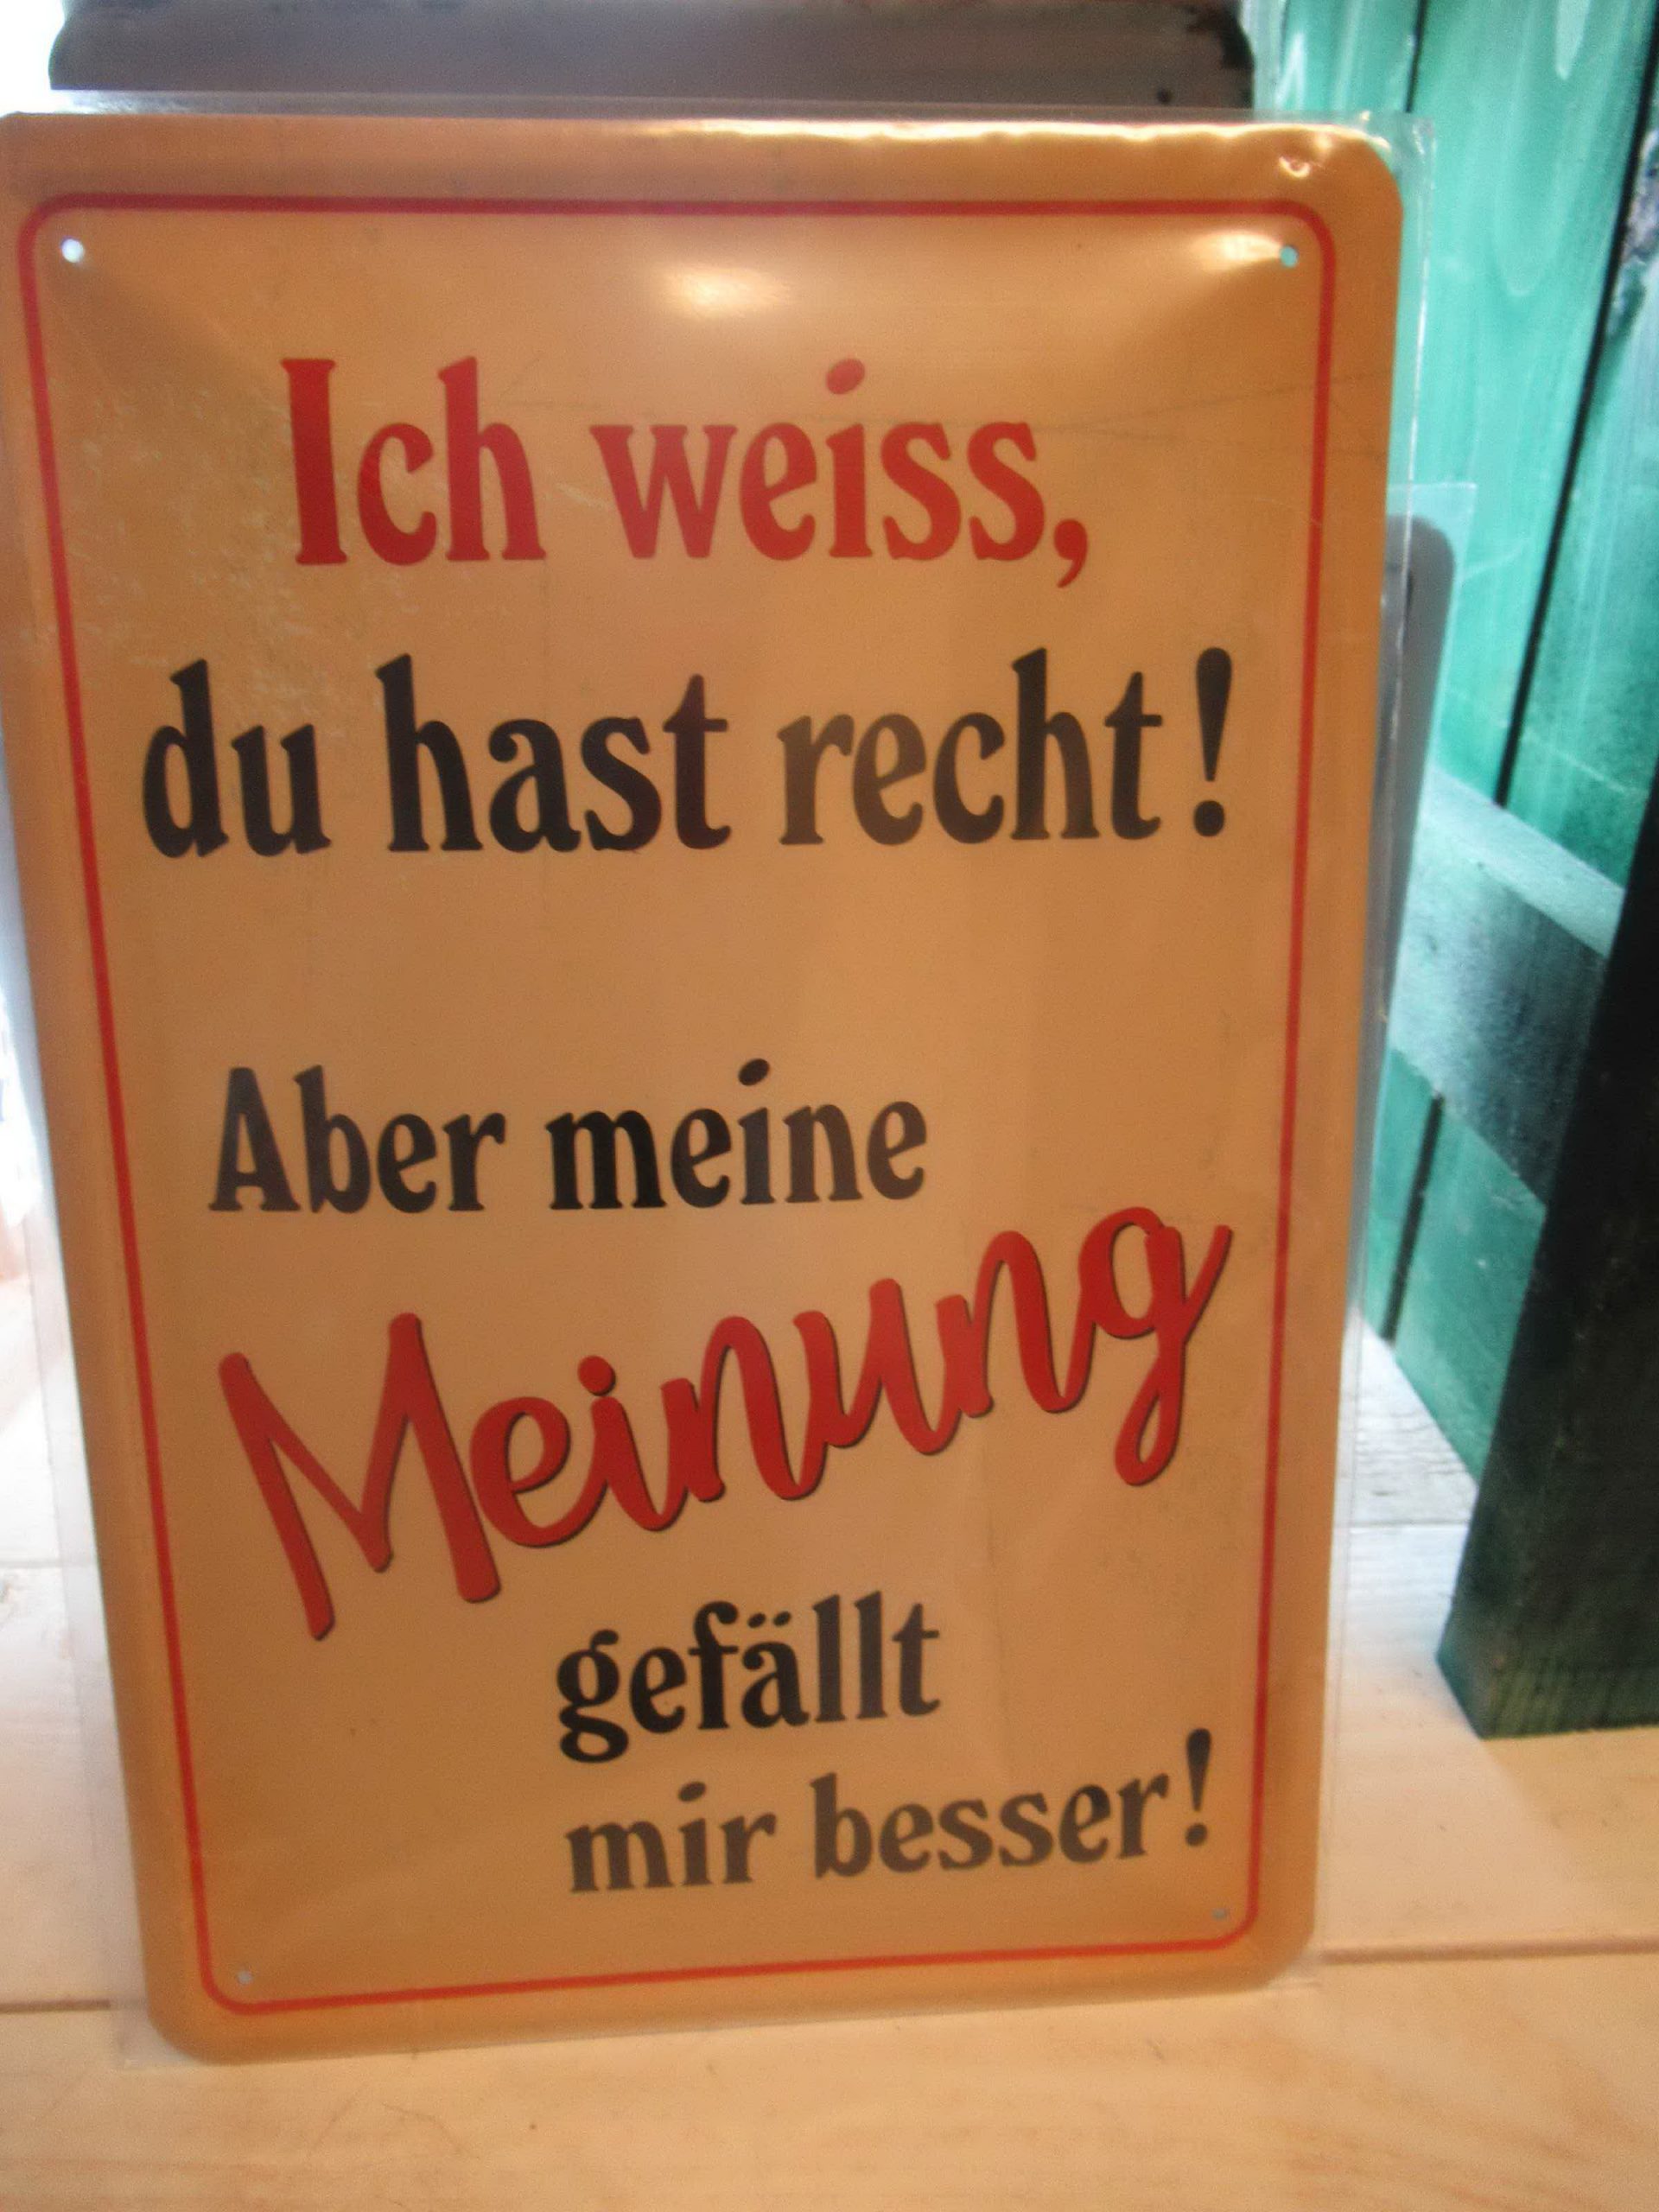 Ich weiss,
du hast recht!
Aber meine
Meinung
gefällt
mir besser!